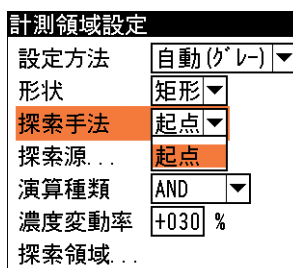 計測領域設定
設定方法 自動(グレー)
形状 矩形
探索手法 起点
探索源... 起点
演算種類 AND
濃度変動率 +030 %
探索領域...